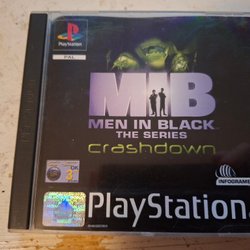 PlayStation
PAL
MIB
MEN IN BLACK
THE SERIES
crashdown
INFOGRAMES
PlayStation